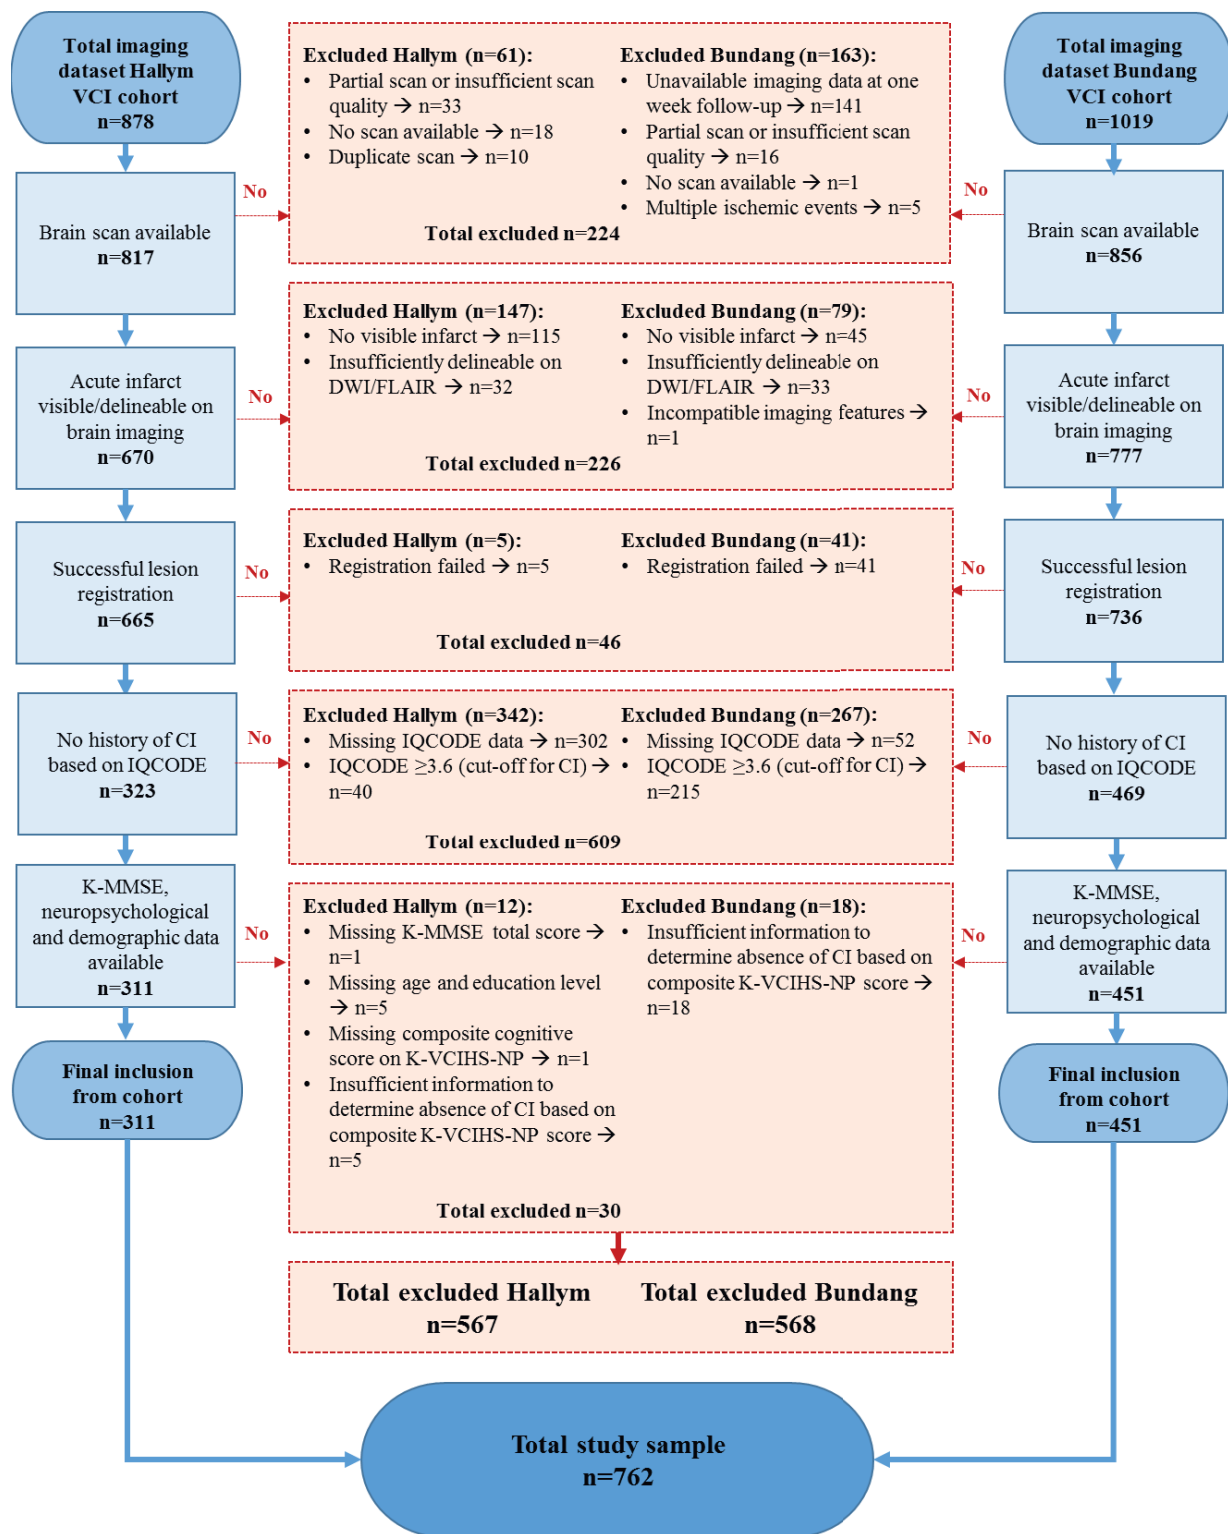 Total imaging
dataset Hallym
VCI cohort
n=878
Excluded Hallym (n=61):
• Partial scan or insufficient scan
quality → n=33
• No scan available → n=18
• Duplicate scan → n=10
Excluded Bundang (n=163):
• Unavailable imaging data at one
week follow-up → n=141
• Partial scan or insufficient scan
quality → n=16
• No scan available → n=1
• Multiple ischemic events → n=5
Total excluded n=224
Total imaging
dataset Bundang
VCI cohort
n=1019
No
No
Brain scan available
n=817
Brain scan available
n=856
Excluded Hallym (n=147):
• No visible infarct → n=115
• Insufficiently delineable on
DWI/FLAIR → n=32
Excluded Bundang (n=79):
• No visible infarct → n=45
• Insufficiently delineable on
DWI/FLAIR → n=33
• Incompatible imaging features →
n=1
Total excluded n=226
Acute infarct
visible/delineable on
brain imaging
n=670
No
No
Acute infarct
visible/delineable on
brain imaging
n=777
Excluded Hallym (n=5):
• Registration failed → n=5
Excluded Bundang (n=41):
• Registration failed → n=41
Total excluded n=46
Successful lesion
registration
n=665
No
No
Successful lesion
registration
n=736
Excluded Hallym (n=342):
• Missing IQCODE data → n=302
• IQCODE ≥3.6 (cut-off for CI) →
n=40
Excluded Bundang (n=267):
• Missing IQCODE data → n=52
• IQCODE ≥3.6 (cut-off for CI) →
n=215
Total excluded n=609
No history of CI
based on IQCODE
n=323
No
No
No history of CI
based on IQCODE
n=469
K-MMSE,
neuropsychological
and demographic data
available
n=311
No
Excluded Hallym (n=12):
• Missing K-MMSE total score →
n=1
• Missing age and education level
→ n=5
• Missing composite cognitive
score on K-VCIHS-NP → n=1
• Insufficient information to
determine absence of CI based on
composite K-VCIHS-NP score →
n=5
Excluded Bundang (n=18):
• Insufficient information to
determine absence of CI based on
composite K-VCIHS-NP score →
n=18
Total excluded n=30
No
K-MMSE,
neuropsychological
and demographic data
available
n=451
Final inclusion
from cohort
n=311
Final inclusion
from cohort
n=451
Total excluded Hallym
n=567
Total excluded Bundang
n=568
Total study sample
n=762